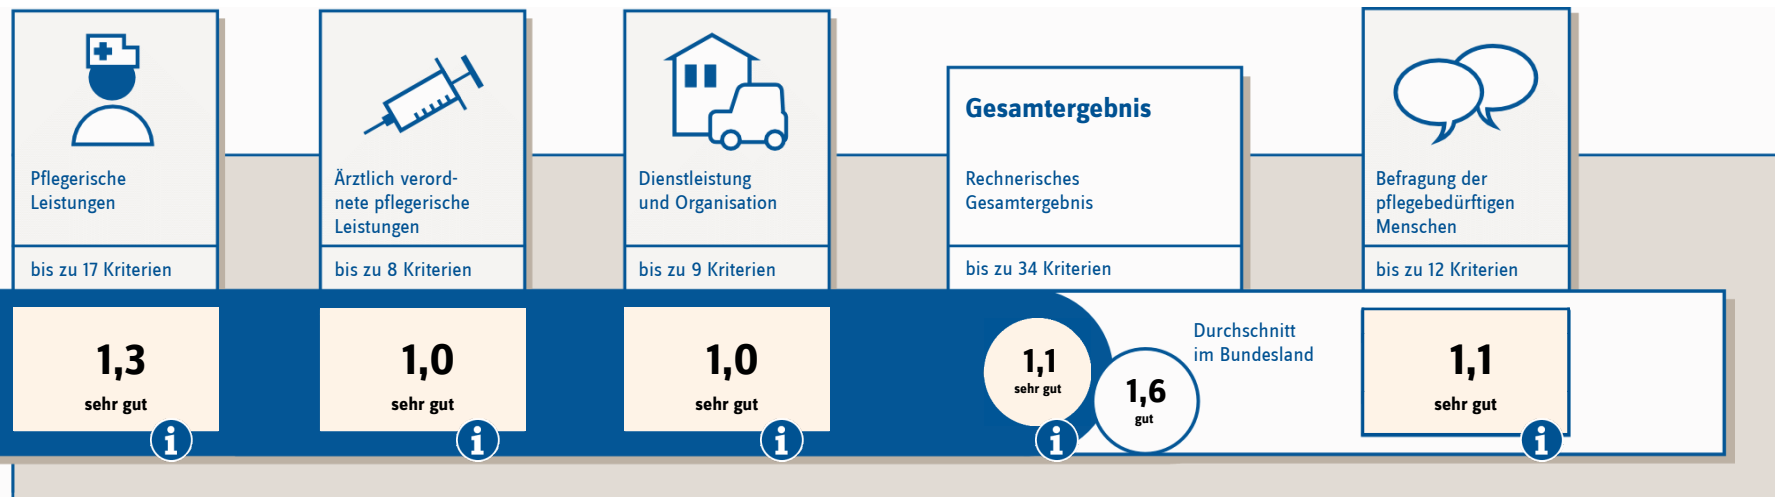 Pflegerische
Leistungen
bis zu 17 Kriterien
1,3
sehr gut
i
Ärztlich verord-
nete pflegerische
Leistungen
bis zu 8 Kriterien
1,0
sehr gut
i
Dienstleistung
und Organisation
bis zu 9 Kriterien
1,0
sehr gut
i
Gesamtergebnis
Rechnerisches
Gesamtergebnis
bis zu 34 Kriterien
1,1
sehr gut
i
1,6
gut
Durchschnitt
im Bundesland
Befragung der
pflegebedürftigen
Menschen
bis zu 12 Kriterien
1,1
sehr gut
i